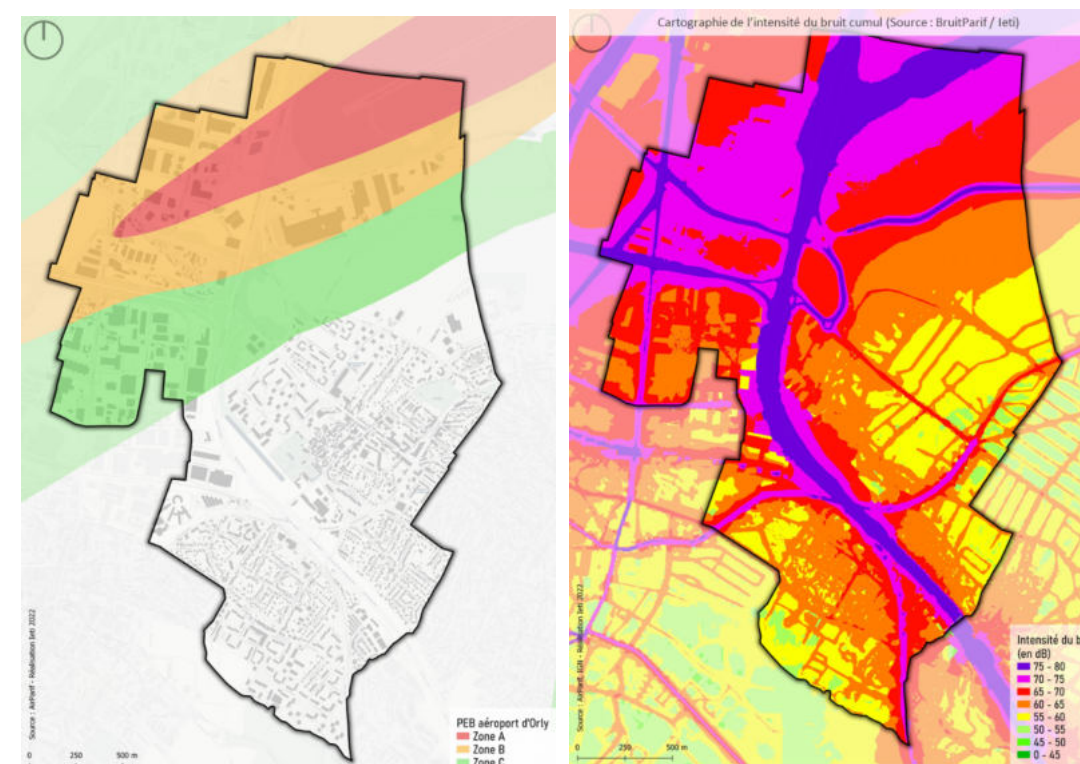 Source : AirParif - Réalisation Ieti 2022
0 250 500 m
PEB aéroport d'Orly
Zone A
Zone B
Zone C
Cartographie de l'intensité du bruit cumul (Source : BruitParif / Ieti)
Source : AirParif, IGN - Réalisation Ieti 2022
0 250 500 m
Intensité du b
(en dB)
75 - 80
70 - 75
65 - 70
60 - 65
55 - 60
50 - 55
45 - 50
0 - 45